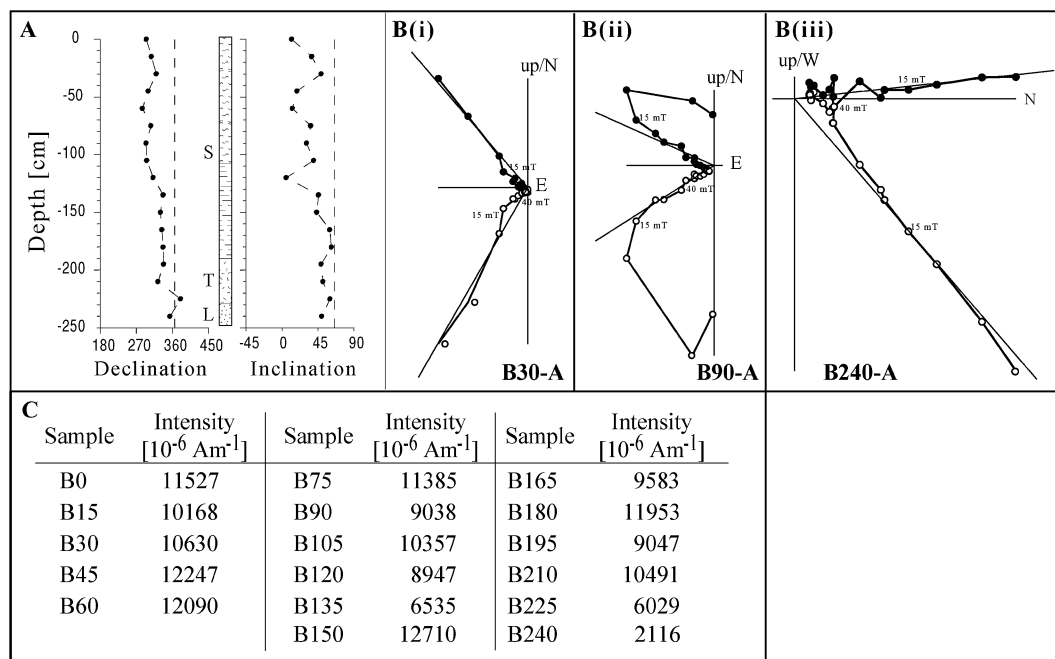 A
0
-50
-100
-150
-200
-250
Depth [cm]
180 270 360 450
Declination
S
T
L
-45 0 45 90
Inclination
B(i)
up/N
15 mT
E
40 mT
15 mT
B30-A
B(ii)
up/N
15 mT
E
40 mT
15 mT
B90-A
B(iii)
up/W
15 mT
N
40 mT
15 mT
B240-A
C
Sample Intensity [10⁻⁶ Am⁻¹] Sample Intensity [10⁻⁶ Am⁻¹] Sample Intensity [10⁻⁶ Am⁻¹]
B0 11527 B75 11385 B165 9583
B15 10168 B90 9038 B180 11953
B30 10630 B105 10357 B195 9047
B45 12247 B120 8947 B210 10491
B60 12090 B135 6535 B225 6029
B150 12710 B240 2116